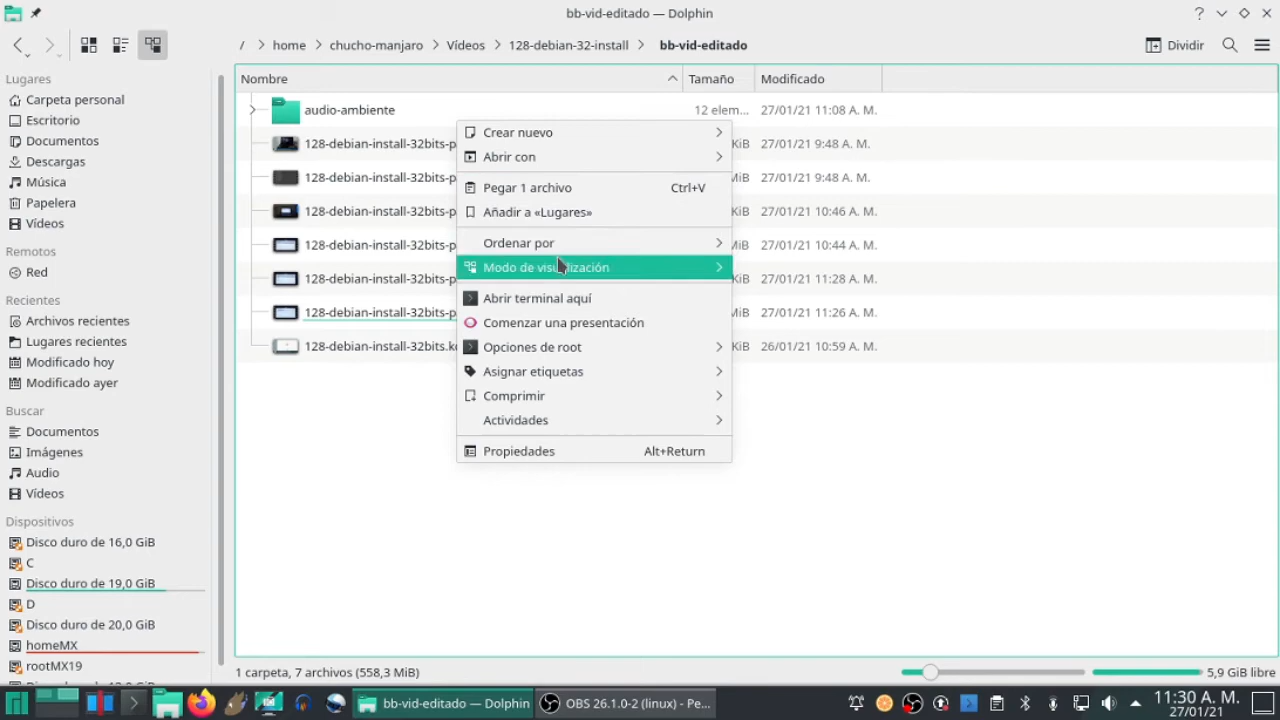 bb-vid-editado — Dolphin
/ > home > chucho-manjaro > Vídeos > 128-debian-32-install > bb-vid-editado
Dividir
Lugares
Carpeta personal
Escritorio
Documentos
Descargas
Música
Papelera
Vídeos
Remotos
Red
Recientes
Archivos recientes
Lugares recientes
Modificado hoy
Modificado ayer
Buscar
Documentos
Imágenes
Audio
Vídeos
Dispositivos
Disco duro de 16,0 GiB
C
Disco duro de 19,0 GiB
D
Disco duro de 20,0 GiB
homeMX
rootMX19
Nombre Tamaño Modificado
audio-ambiente 12 elem... 27/01/21 11:08 A. M.
128-debian-install-32bits-p KiB 27/01/21 9:48 A. M.
128-debian-install-32bits-p 27/01/21 9:48 A. M.
128-debian-install-32bits-p KiB 27/01/21 10:46 A. M.
128-debian-install-32bits-p MiB 27/01/21 10:44 A. M.
128-debian-install-32bits-p MiB 27/01/21 11:28 A. M.
128-debian-install-32bits-p MiB 27/01/21 11:26 A. M.
128-debian-install-32bits.k KiB 26/01/21 10:59 A. M.
Crear nuevo
Abrir con
Pegar 1 archivo Ctrl+V
Añadir a «Lugares»
Ordenar por
Modo de visualización
Abrir terminal aquí
Comenzar una presentación
Opciones de root
Asignar etiquetas
Comprimir
Actividades
Propiedades Alt+Return
1 carpeta, 7 archivos (558,3 MiB)
5,9 GiB libre
bb-vid-editado — Dolphin
OBS 26.1.0-2 (linux) - Pe...
11:30 A. M.
27/01/21